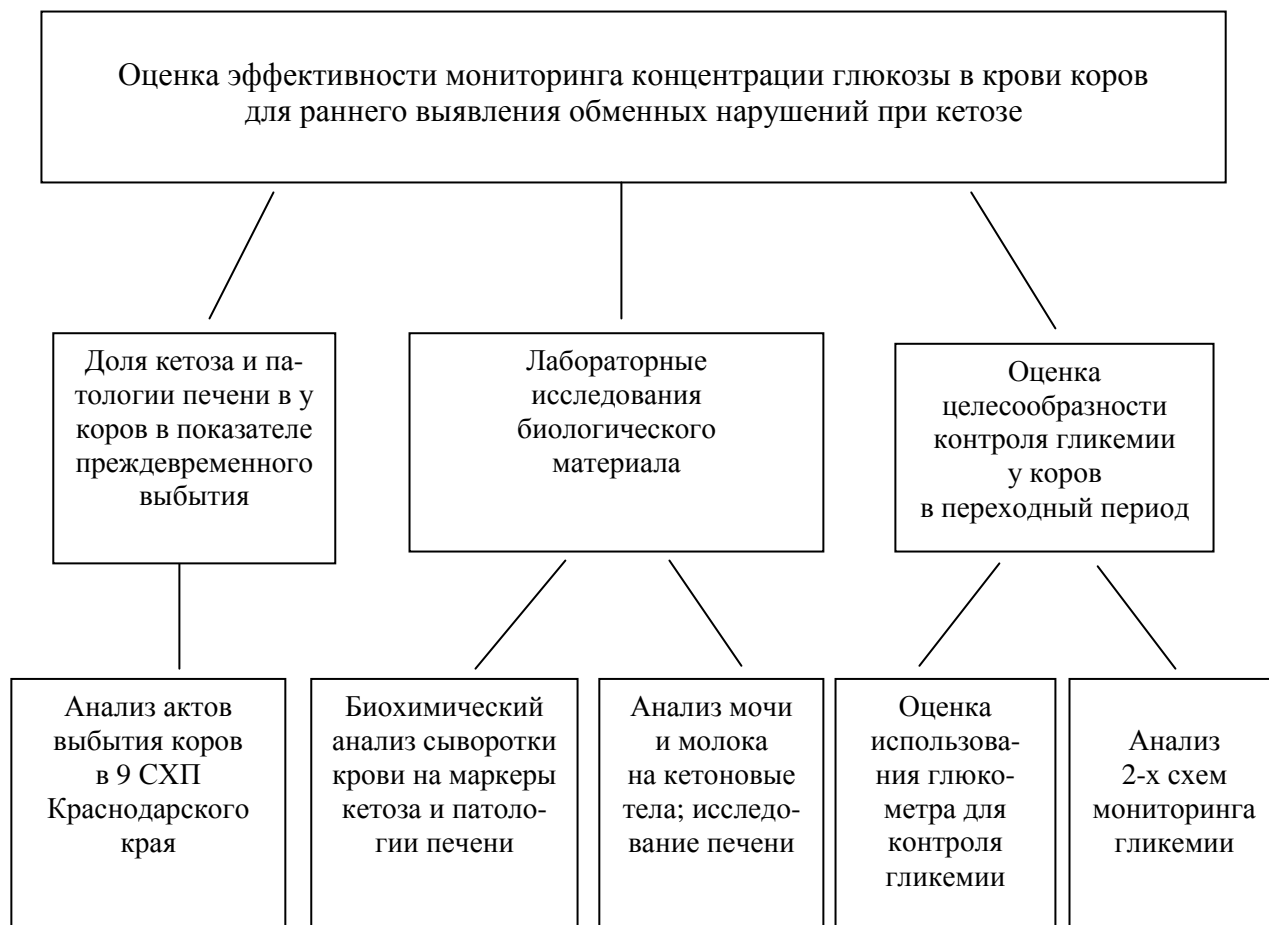 Оценка эффективности мониторинга концентрации глюкозы в крови коров
для раннего выявления обменных нарушений при кетозе
Доля кетоза и па-
тологии печени в у
коров в показателе
преждевременного
выбытия
Лабораторные
исследования
биологического
материала
Оценка
целесообразности
контроля гликемии
у коров
в переходный период
Анализ актов
выбытия коров
в 9 СХП
Краснодарского
края
Биохимический
анализ сыворотки
крови на маркеры
кетоза и патоло-
гии печени
Анализ мочи
и молока
на кетоновые
тела; исследо-
вание печени
Оценка
использова-
ния глюко-
метра для
контроля
гликемии
Анализ
2-х схем
мониторинга
гликемии